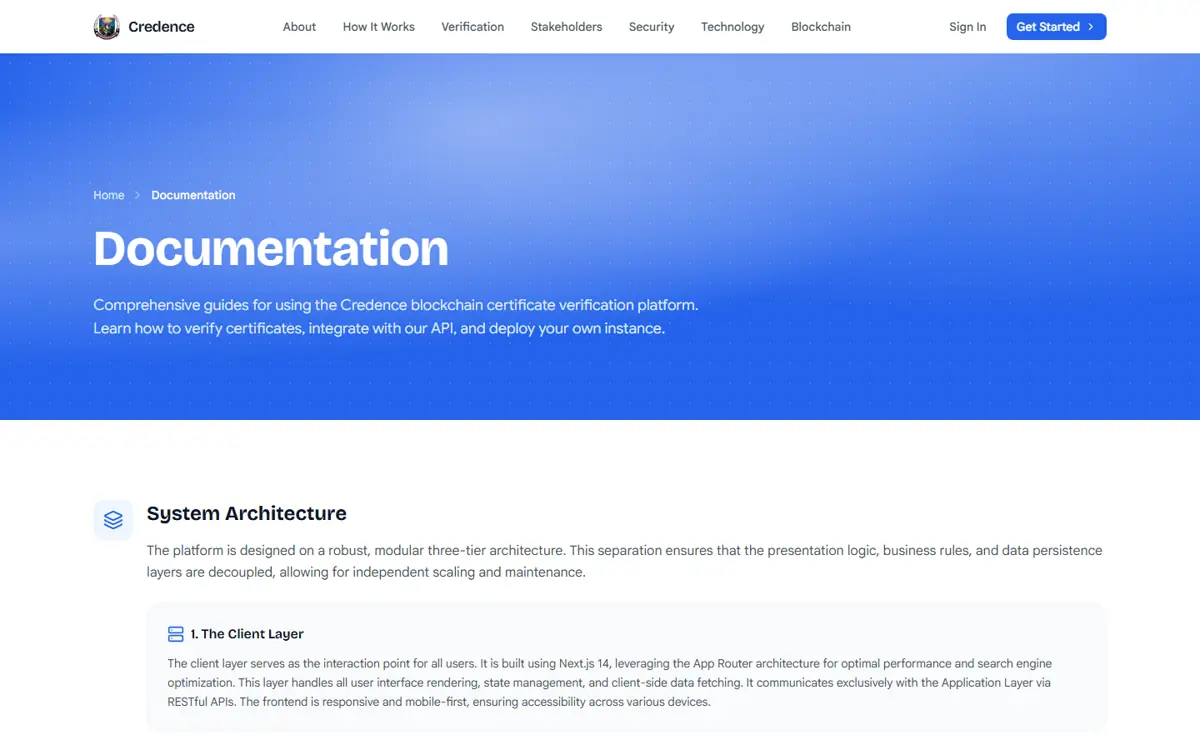 Credence
About
How It Works
Verification
Stakeholders
Security
Technology
Blockchain
Sign In
Get Started
Home
Documentation
Documentation
Comprehensive guides for using the Credence blockchain certificate verification platform.
Learn how to verify certificates, integrate with our API, and deploy your own instance.
System Architecture
The platform is designed on a robust, modular three-tier architecture. This separation ensures that the presentation logic, business rules, and data persistence
layers are decoupled, allowing for independent scaling and maintenance.
1. The Client Layer
The client layer serves as the interaction point for all users. It is built using Next.js 14, leveraging the App Router architecture for optimal performance and search engine
optimization. This layer handles all user interface rendering, state management, and client-side data fetching. It communicates exclusively with the Application Layer via
RESTful APIs. The frontend is responsive and mobile-first, ensuring accessibility across various devices.